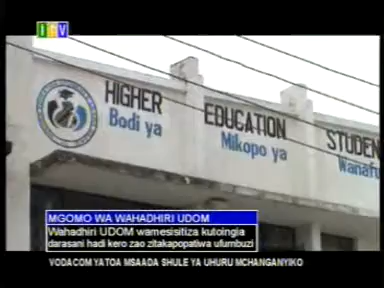 itv
HIGHER EDUCATION STUDEN
Bodi ya Mikopo ya Wanafu
MGOMO WA WAHADHIRI UDOM
Wahadhiri UDOM wamesisitiza kutoingia
darasani hadi kero zao zitakapopatiwa ufumbuzi
VODACOM YATOA MSAADA SHULE YA UHURU MCHANGANYIKO